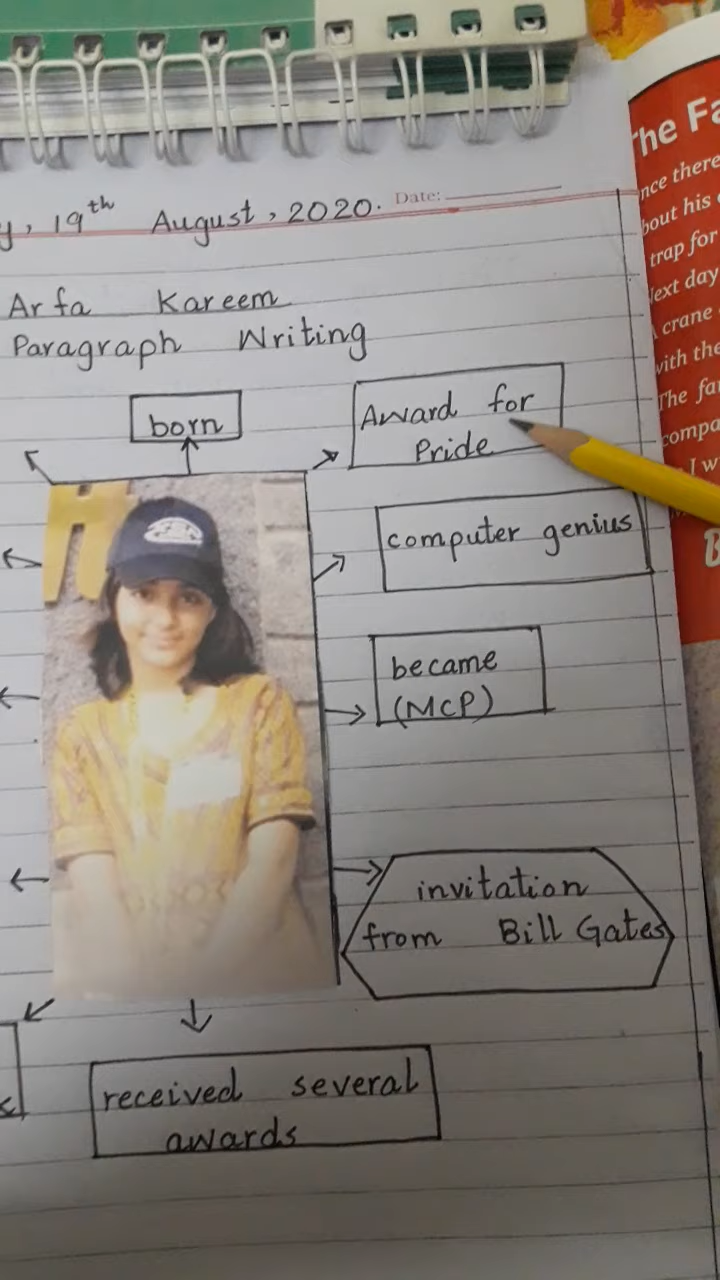 19th August, 2020.
Date:
Arfa Kareem
Paragraph Writing
born
Award for
Pride
computer genius
became
(MCP)
invitation
from Bill Gates
received several
awards
H
The Fa
nce there
bout his
trap for
ext day
crane
with the
The fa
compa
I w